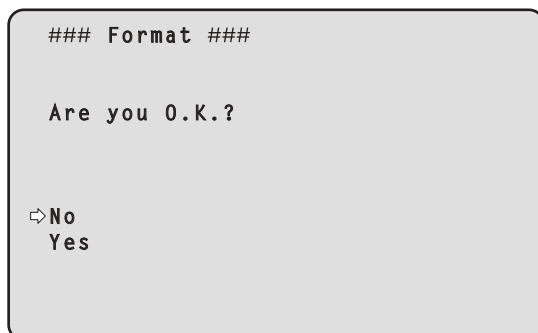 ### Format ###
Are you O.K.?
⇨No
Yes